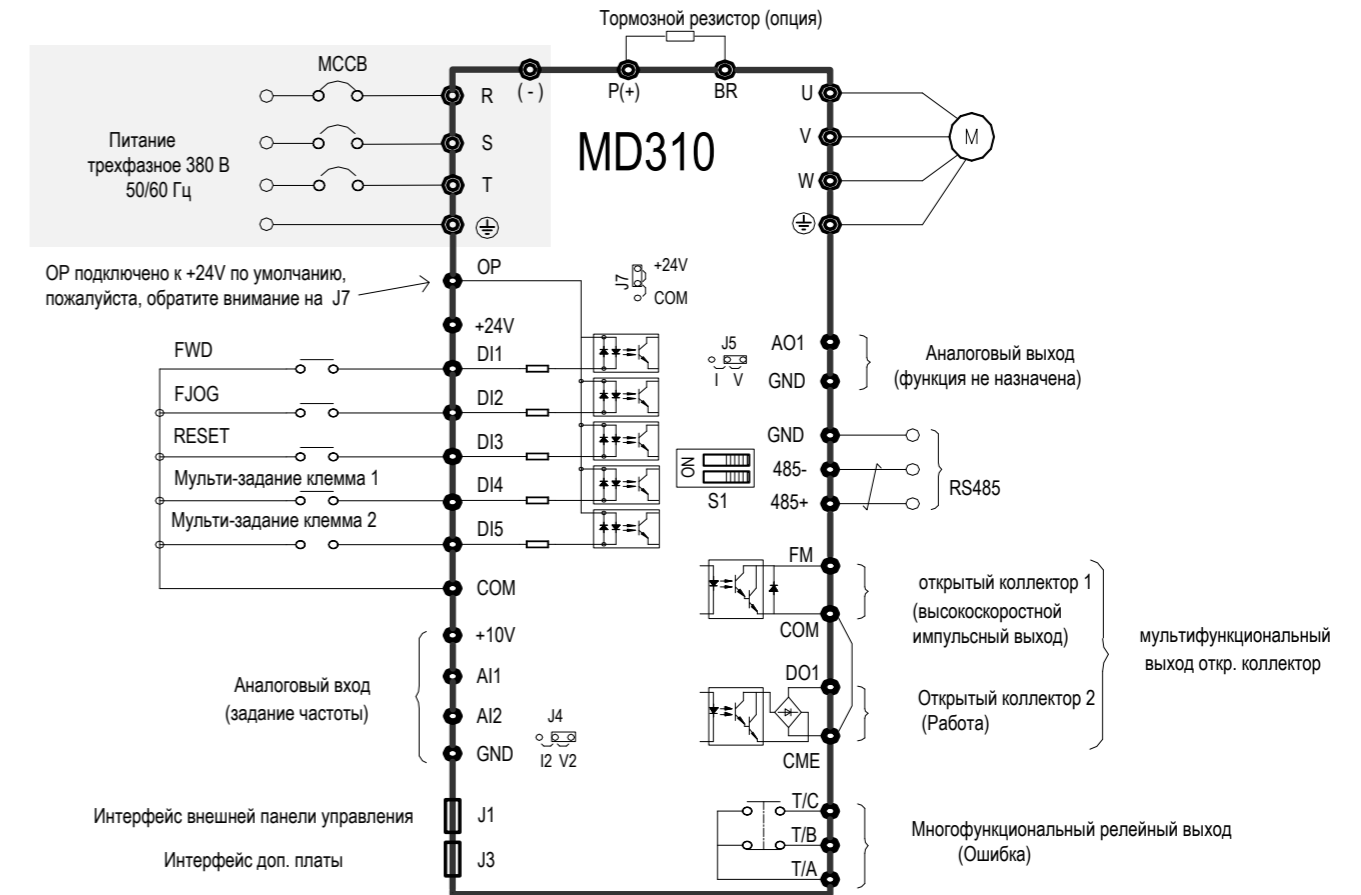 Тормозной резистор (опция)
MCCB
R
( - )
P(+)
BR
U
Питание
трехфазное 380 В
50/60 Гц
S
MD310
V
M
T
W
OP подключено к +24V по умолчанию,
пожалуйста, обратите внимание на J7
OP
J7
+24V
COM
+24V
FWD
DI1
FJOG
DI2
RESET
DI3
Мульти-задание клемма 1
DI4
Мульти-задание клемма 2
DI5
COM
J5
I V
AO1
GND
Аналоговый выход
(функция не назначена)
ON
S1
GND
485-
485+
RS485
FM
COM
открытый коллектор 1
(высокоскоростной
импульсный выход)
DO1
CME
Открытый коллектор 2
(Работа)
мультифункциональный
выход откр. коллектор
Аналоговый вход
(задание частоты)
+10V
AI1
AI2
GND
J4
I2 V2
Интерфейс внешней панели управления
J1
Интерфейс доп. платы
J3
T/C
T/B
T/A
Многофункциональный релейный выход
(Ошибка)